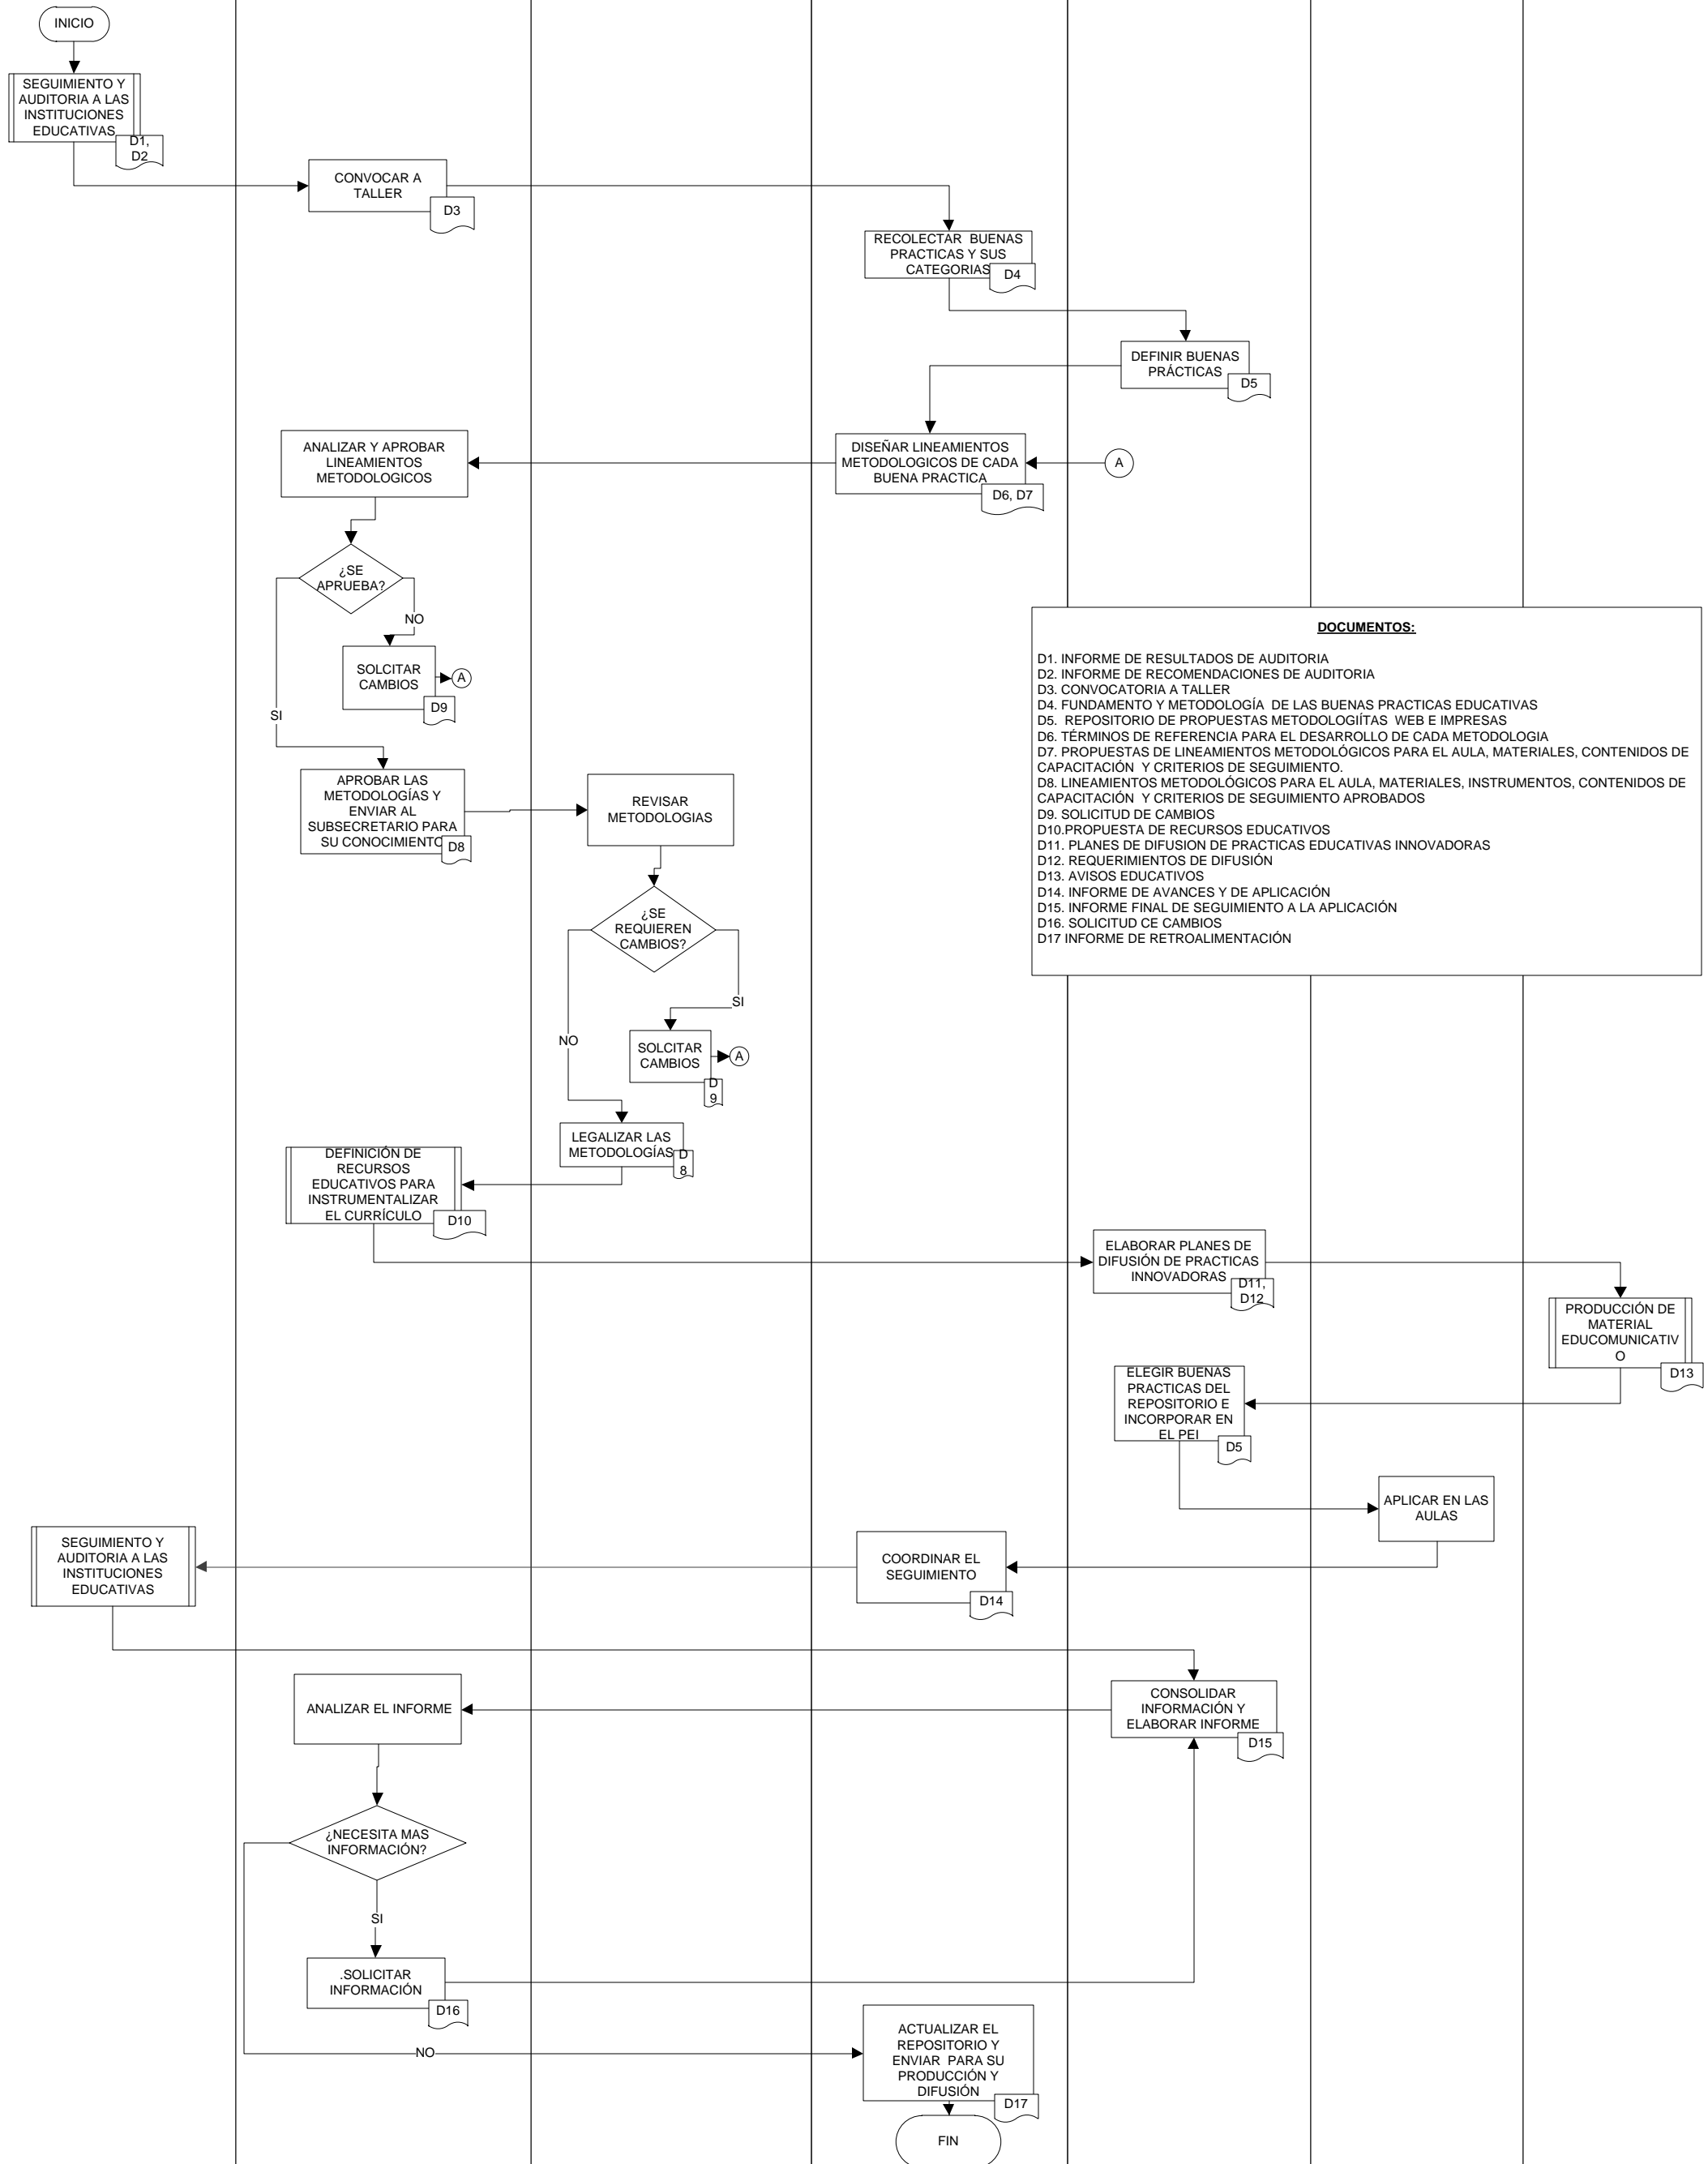 INICIO
SEGUIMIENTO Y
AUDITORIA A LAS
INSTITUCIONES
EDUCATIVAS
D1,
D2
CONVOCAR A
TALLER
D3
RECOLECTAR BUENAS
PRACTICAS Y SUS
CATEGORIAS
D4
DEFINIR BUENAS
PRÁCTICAS
D5
DISEÑAR LINEAMIENTOS
METODOLOGICOS DE CADA
BUENA PRACTICA
D6, D7
A
ANALIZAR Y APROBAR
LINEAMIENTOS
METODOLOGICOS
¿SE
APRUEBA?
NO
SOLCITAR
CAMBIOS
D9
A
SI
DOCUMENTOS:
D1. INFORME DE RESULTADOS DE AUDITORIA
D2. INFORME DE RECOMENDACIONES DE AUDITORIA
D3. CONVOCATORIA A TALLER
D4. FUNDAMENTO Y METODOLOGÍA DE LAS BUENAS PRACTICAS EDUCATIVAS
D5. REPOSITORIO DE PROPUESTAS METODOLOGIÍTAS WEB E IMPRESAS
D6. TÉRMINOS DE REFERENCIA PARA EL DESARROLLO DE CADA METODOLOGIA
D7. PROPUESTAS DE LINEAMIENTOS METODOLÓGICOS PARA EL AULA, MATERIALES, CONTENIDOS DE
CAPACITACIÓN Y CRITERIOS DE SEGUIMIENTO.
D8. LINEAMIENTOS METODOLÓGICOS PARA EL AULA, MATERIALES, INSTRUMENTOS, CONTENIDOS DE
CAPACITACIÓN Y CRITERIOS DE SEGUIMIENTO APROBADOS
D9. SOLICITUD DE CAMBIOS
D10.PROPUESTA DE RECURSOS EDUCATIVOS
D11. PLANES DE DIFUSION DE PRACTICAS EDUCATIVAS INNOVADORAS
D12. REQUERIMIENTOS DE DIFUSIÓN
D13. AVISOS EDUCATIVOS
D14. INFORME DE AVANCES Y DE APLICACIÓN
D15. INFORME FINAL DE SEGUIMIENTO A LA APLICACIÓN
D16. SOLICITUD CE CAMBIOS
D17 INFORME DE RETROALIMENTACIÓN
APROBAR LAS
METODOLOGÍAS Y
ENVIAR AL
SUBSECRETARIO PARA
SU CONOCIMIENTO
D8
REVISAR
METODOLOGIAS
¿SE
REQUIEREN
CAMBIOS?
SI
NO
SOLCITAR
CAMBIOS
D
9
A
LEGALIZAR LAS
METODOLOGÍAS
D
8
DEFINICIÓN DE
RECURSOS
EDUCATIVOS PARA
INSTRUMENTALIZAR
EL CURRÍCULO
D10
ELABORAR PLANES DE
DIFUSIÓN DE PRACTICAS
INNOVADORAS
D11,
D12
PRODUCCIÓN DE
MATERIAL
EDUCOMUNICATIV
O
D13
ELEGIR BUENAS
PRACTICAS DEL
REPOSITORIO E
INCORPORAR EN
EL PEI
D5
APLICAR EN LAS
AULAS
COORDINAR EL
SEGUIMIENTO
D14
SEGUIMIENTO Y
AUDITORIA A LAS
INSTITUCIONES
EDUCATIVAS
CONSOLIDAR
INFORMACIÓN Y
ELABORAR INFORME
D15
ANALIZAR EL INFORME
¿NECESITA MAS
INFORMACIÓN?
SI
.SOLICITAR
INFORMACIÓN
D16
NO
ACTUALIZAR EL
REPOSITORIO Y
ENVIAR PARA SU
PRODUCCIÓN Y
DIFUSIÓN
D17
FIN